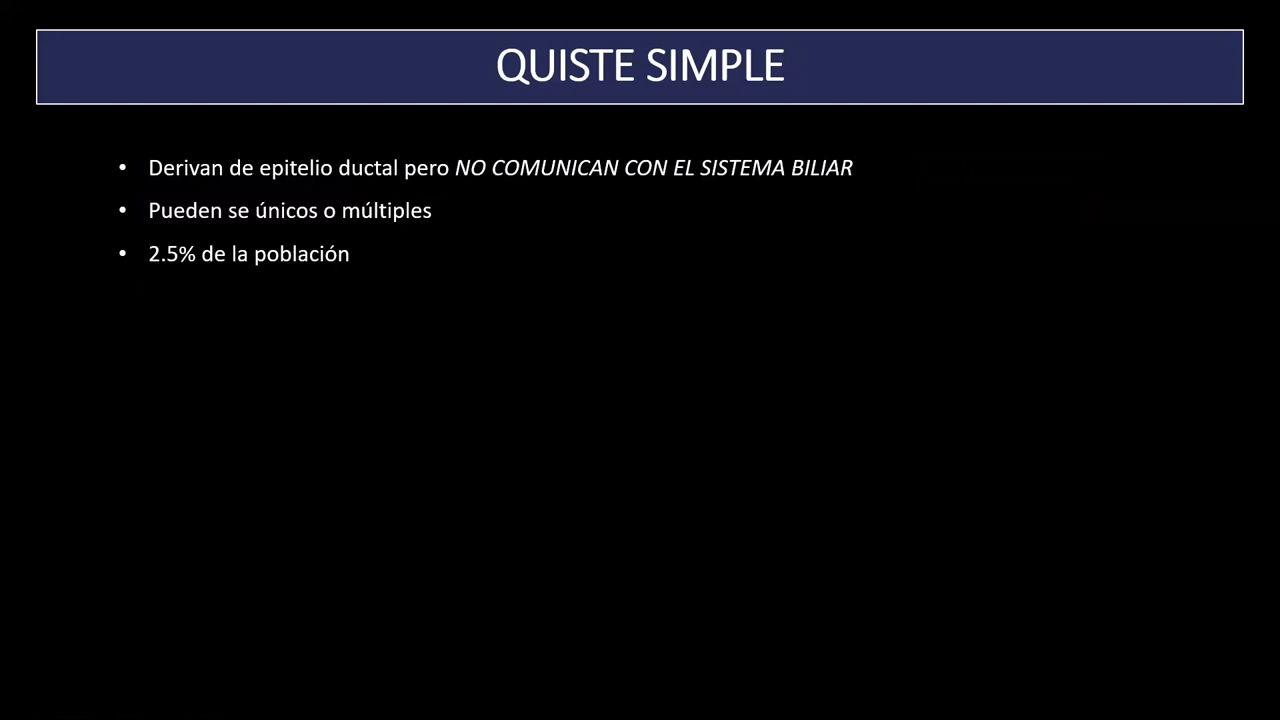 QUISTE SIMPLE
• Derivan de epitelio ductal pero NO COMUNICAN CON EL SISTEMA BILIAR
• Pueden se únicos o múltiples
• 2.5% de la población